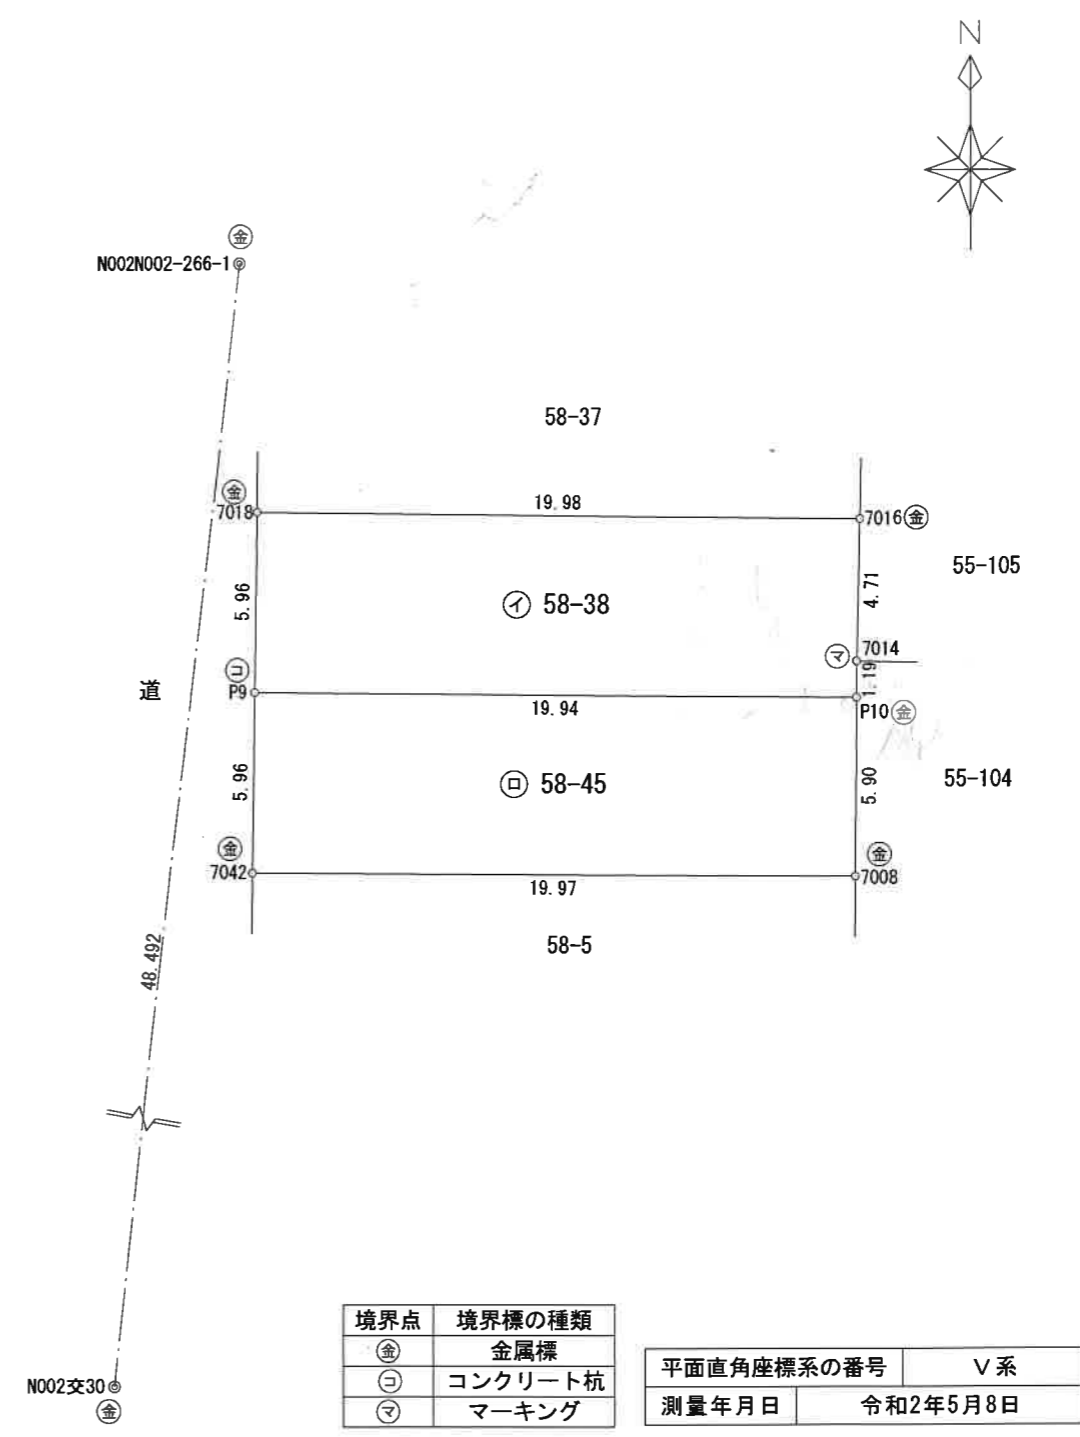 N
金
N002N002-266-1
58-37
金
7018
19.98
7016 金
55-105
5.96
4.71
イ 58-38
マ 7014
コ
1.19
道
P9
19.94
P10 金
5.96
ロ 58-45
5.90
55-104
金
金
7042
19.97
7008
58-5
48.492
N002交30
金
境界点 境界標の種類
金 金属標
コ コンクリート杭
マ マーキング
平面直角座標系の番号 Ⅴ系
測量年月日 令和2年5月8日